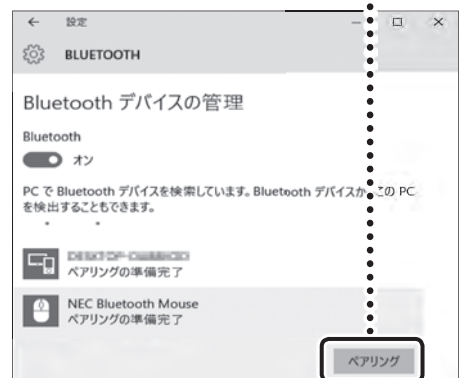 設定
BLUETOOTH
Bluetooth デバイスの管理
Bluetooth
オン
PC で Bluetooth デバイスを検索しています。Bluetooth デバイスか この PC
を検出することもできます。
ペアリングの準備完了
NEC Bluetooth Mouse
ペアリングの準備完了
ペアリング